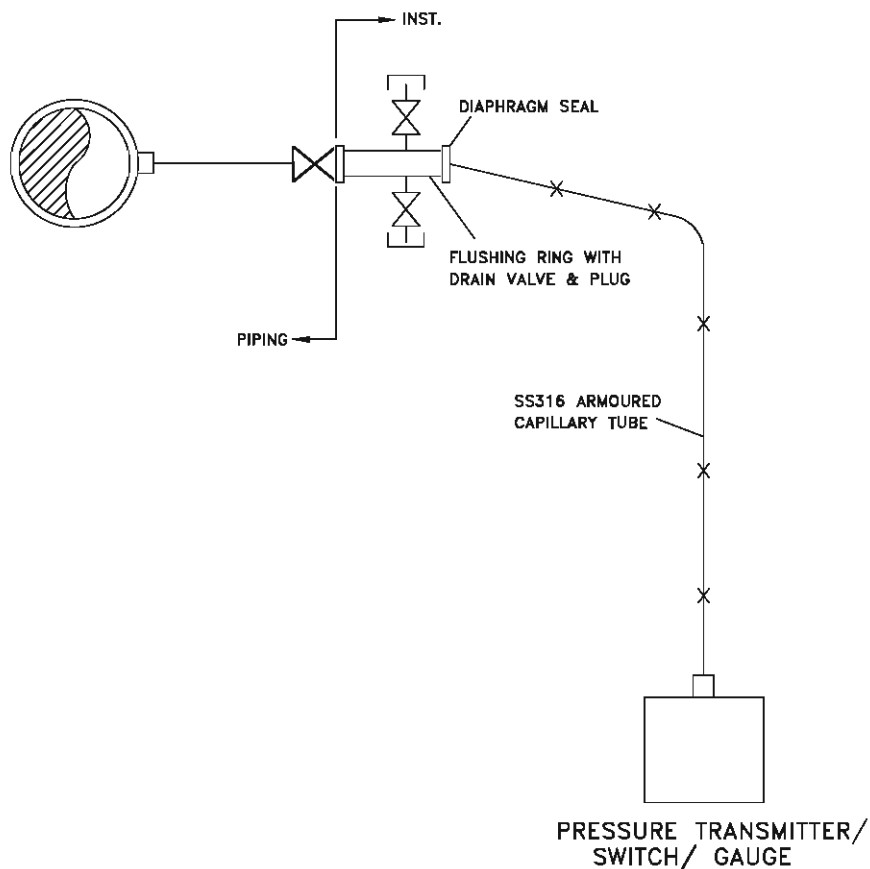 INST.
DIAPHRAGM SEAL
FLUSHING RING WITH
DRAIN VALVE & PLUG
PIPING
SS316 ARMOURED
CAPILLARY TUBE
PRESSURE TRANSMITTER/
SWITCH/ GAUGE